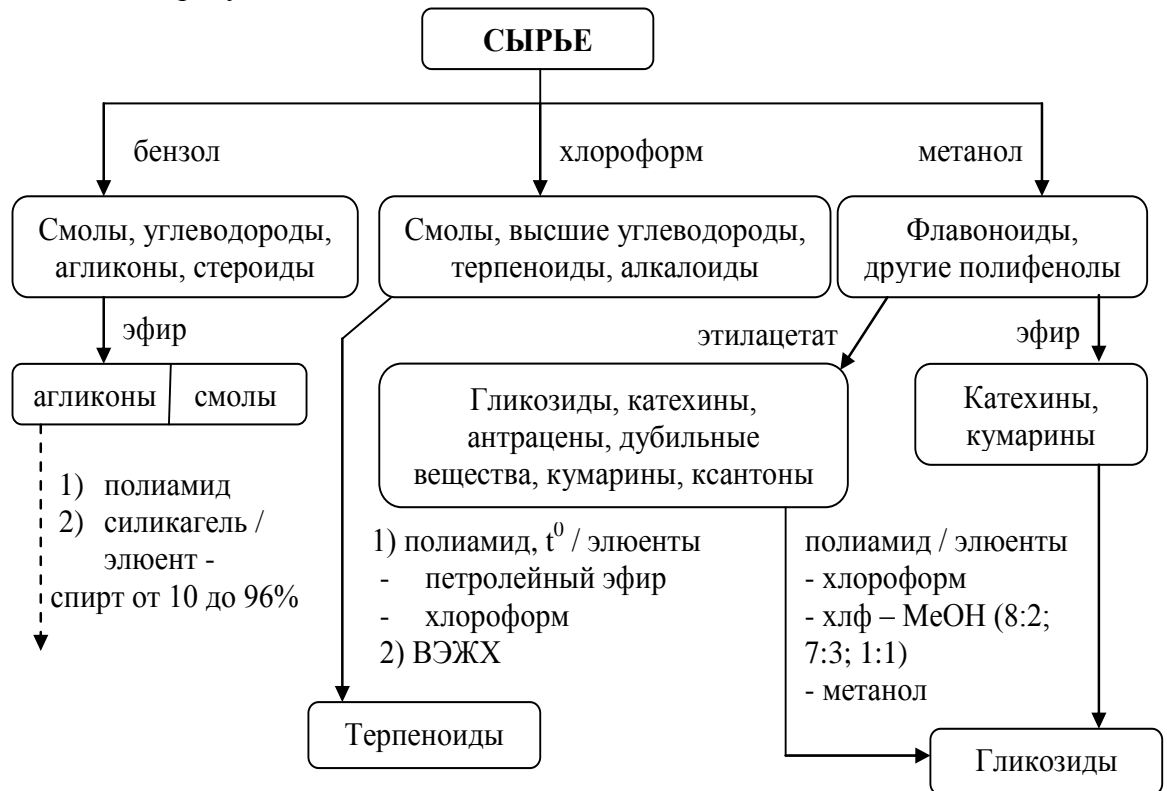 СЫРЬЕ
бензол
хлороформ
метанол
Смолы, углеводороды,
агликоны, стероиды
Смолы, высшие углеводороды,
терпеноиды, алкалоиды
Флавоноиды,
другие полифенолы
эфир
этилацетат
эфир
агликоны
смолы
Гликозиды, катехины,
антрацены, дубильные
вещества, кумарины, ксантоны
Катехины,
кумарины
1) полиамид
2) силикагель /
элюент -
спирт от 10 до 96%
1) полиамид, t⁰ / элюенты
- петролейный эфир
- хлороформ
2) ВЭЖХ
полиамид / элюенты
- хлороформ
- хлф – MeOH (8:2;
7:3; 1:1)
- метанол
Терпеноиды
Гликозиды